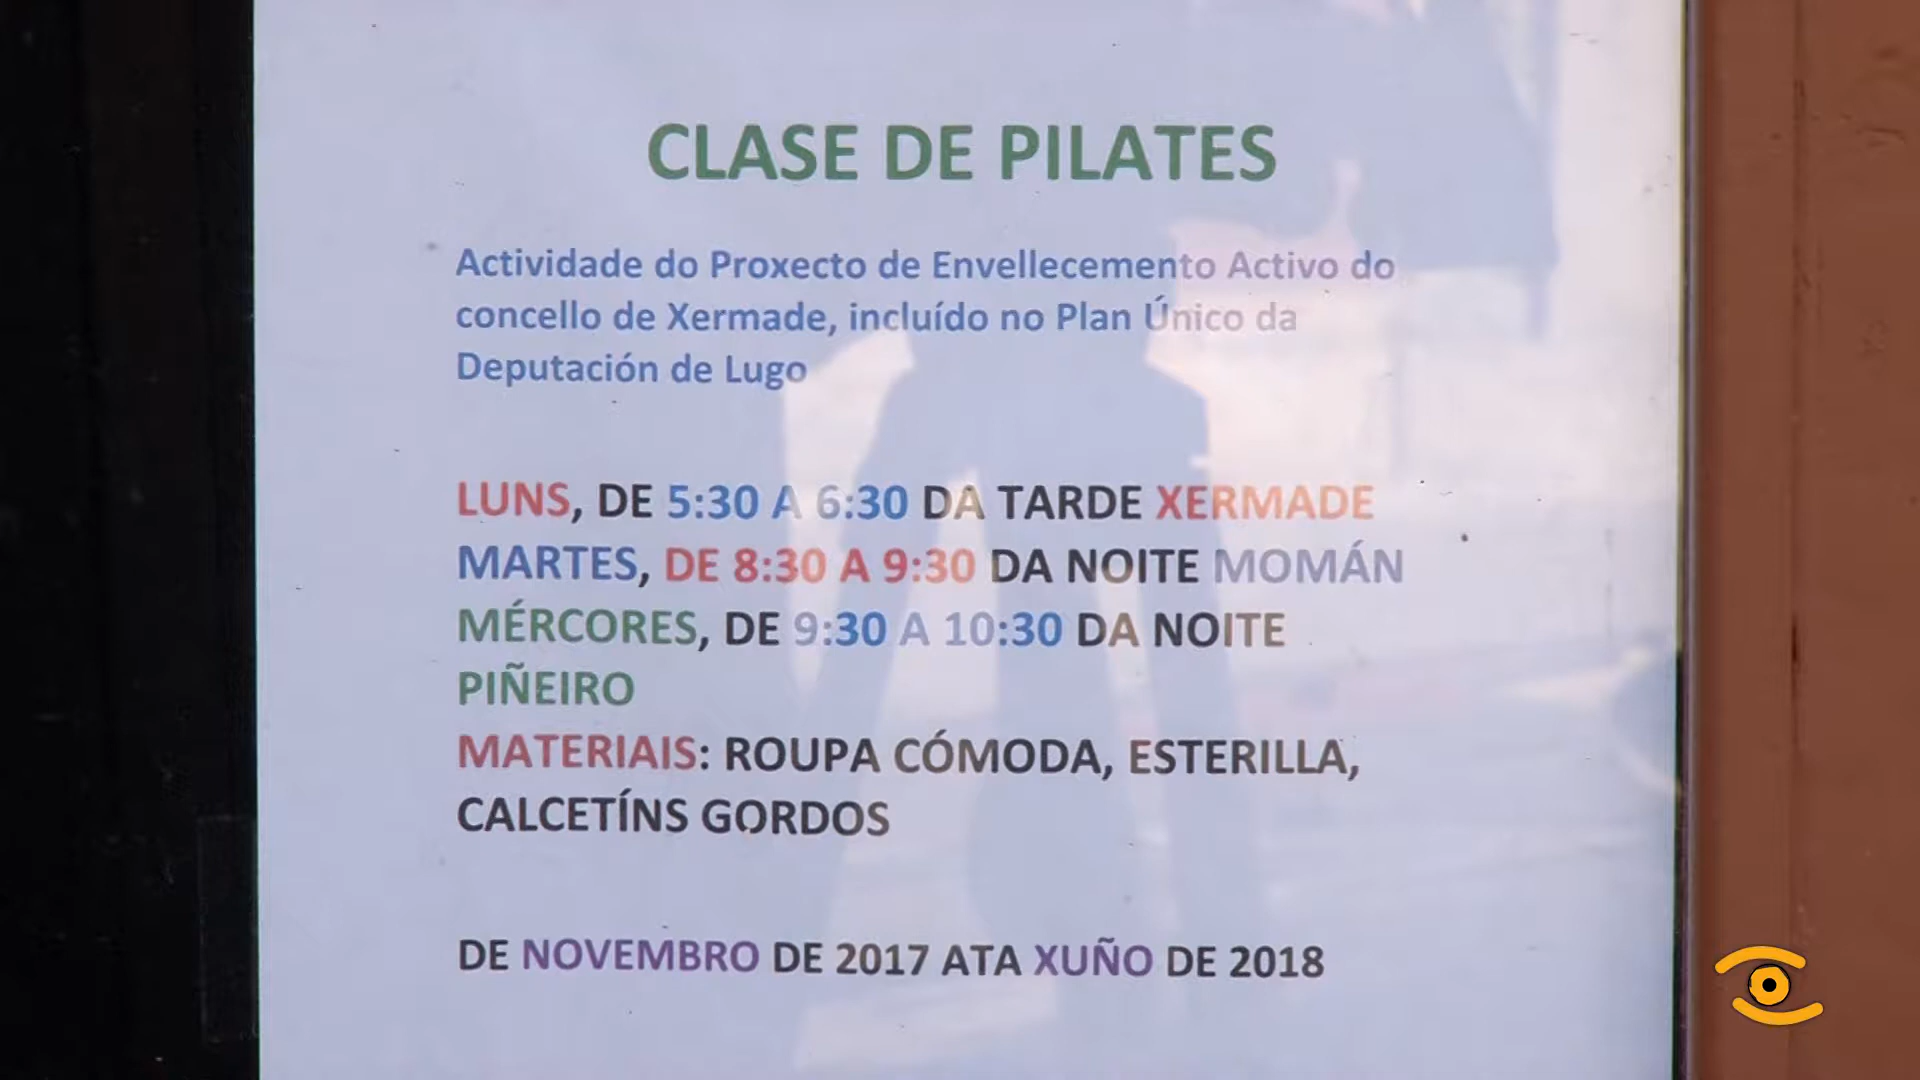 CLASE DE PILATES
Actividade do Proxecto de Envellecemento Activo do
concello de Xermade, incluído no Plan Único da
Deputación de Lugo
LUNS, DE 5:30 A 6:30 DA TARDE XERMADE
MARTES, DE 8:30 A 9:30 DA NOITE MOMÁN
MÉRCORES, DE 9:30 A 10:30 DA NOITE
PIÑEIRO
MATERIAIS: ROUPA CÓMODA, ESTERILLA,
CALCETÍNS GORDOS
DE NOVEMBRO DE 2017 ATA XUÑO DE 2018